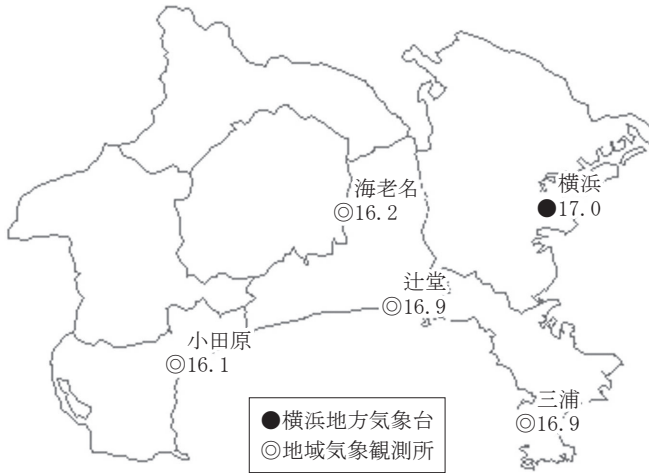 海老名
◎16.2
横浜
●17.0
辻堂
◎16.9
小田原
◎16.1
三浦
◎16.9
●横浜地方気象台
◎地域気象観測所